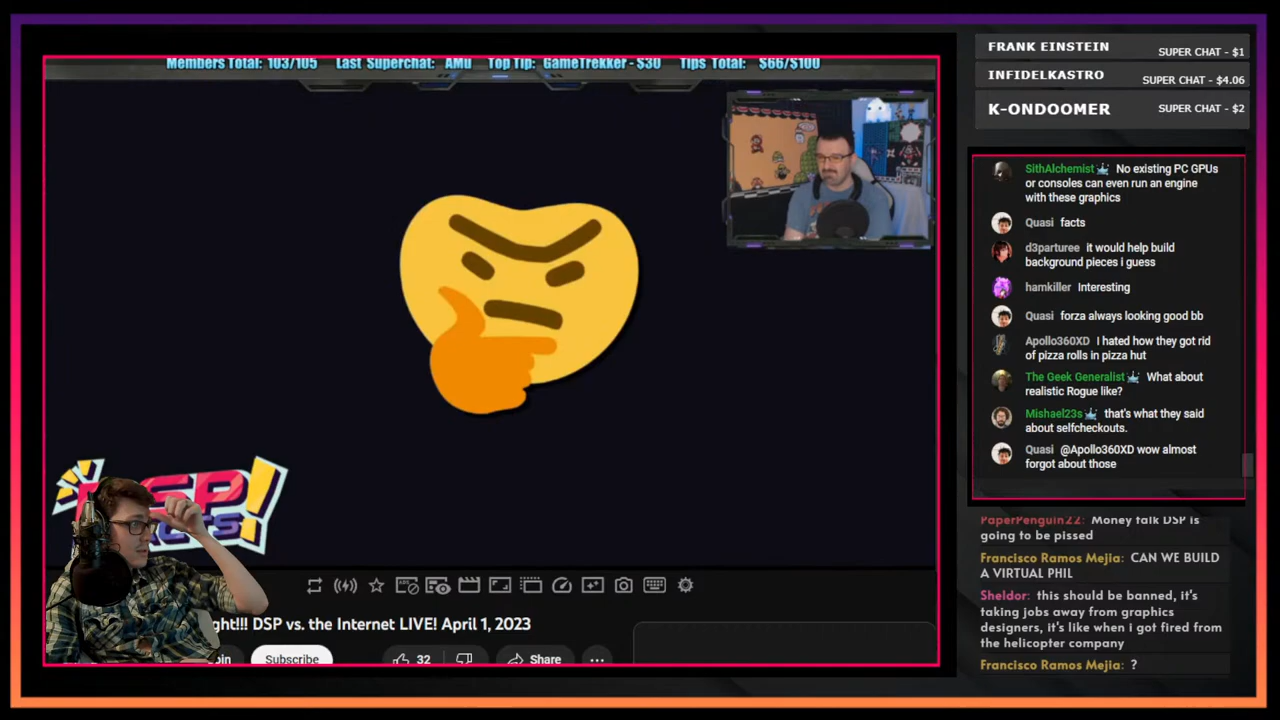 Members Total: 103/105 Last Superchat: AMU Top Tip: GameTrekker - $30 Tips Total: $66/$100
FRANK EINSTEIN SUPER CHAT - $1
INFIDELKASTRO SUPER CHAT - $4.06
K-ONDOOMER SUPER CHAT - $2
SithAlchemist No existing PC GPUs
or consoles can even run an engine
with these graphics
Quasi facts
d3parturee it would help build
background pieces i guess
hamkiller Interesting
Quasi forza always looking good bb
Apollo360XD I hated how they got rid
of pizza rolls in pizza hut
The Geek Generalist What about
realistic Rogue like?
Mishael23s that's what they said
about selfcheckouts.
Quasi @Apollo360XD wow almost
forgot about those
PaperPenguin22: Money talk DSP is
going to be pissed
Francisco Ramos Mejia: CAN WE BUILD
A VIRTUAL PHIL
Sheldor: this should be banned, it's
taking jobs away from graphics
designers, it's like when i got fired from
the helicopter company
Francisco Ramos Mejia: ?
DSP!
ght!!! DSP vs. the Internet LIVE! April 1, 2023
oin Subscribe 32 Share